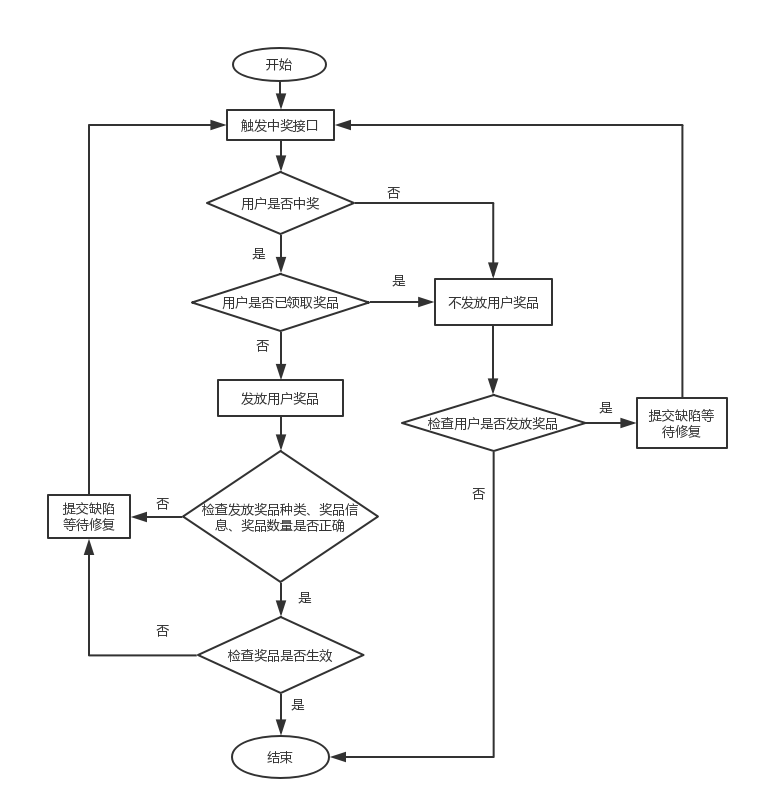 开始
触发中奖接口
用户是否中奖
否
是
用户是否已领取奖品
是
不发放用户奖品
否
发放用户奖品
检查用户是否发放奖品
是
提交缺陷等
待修复
否
检查发放奖品种类、奖品信
息、奖品数量是否正确
否
提交缺陷
等待修复
是
否
检查奖品是否生效
是
结束